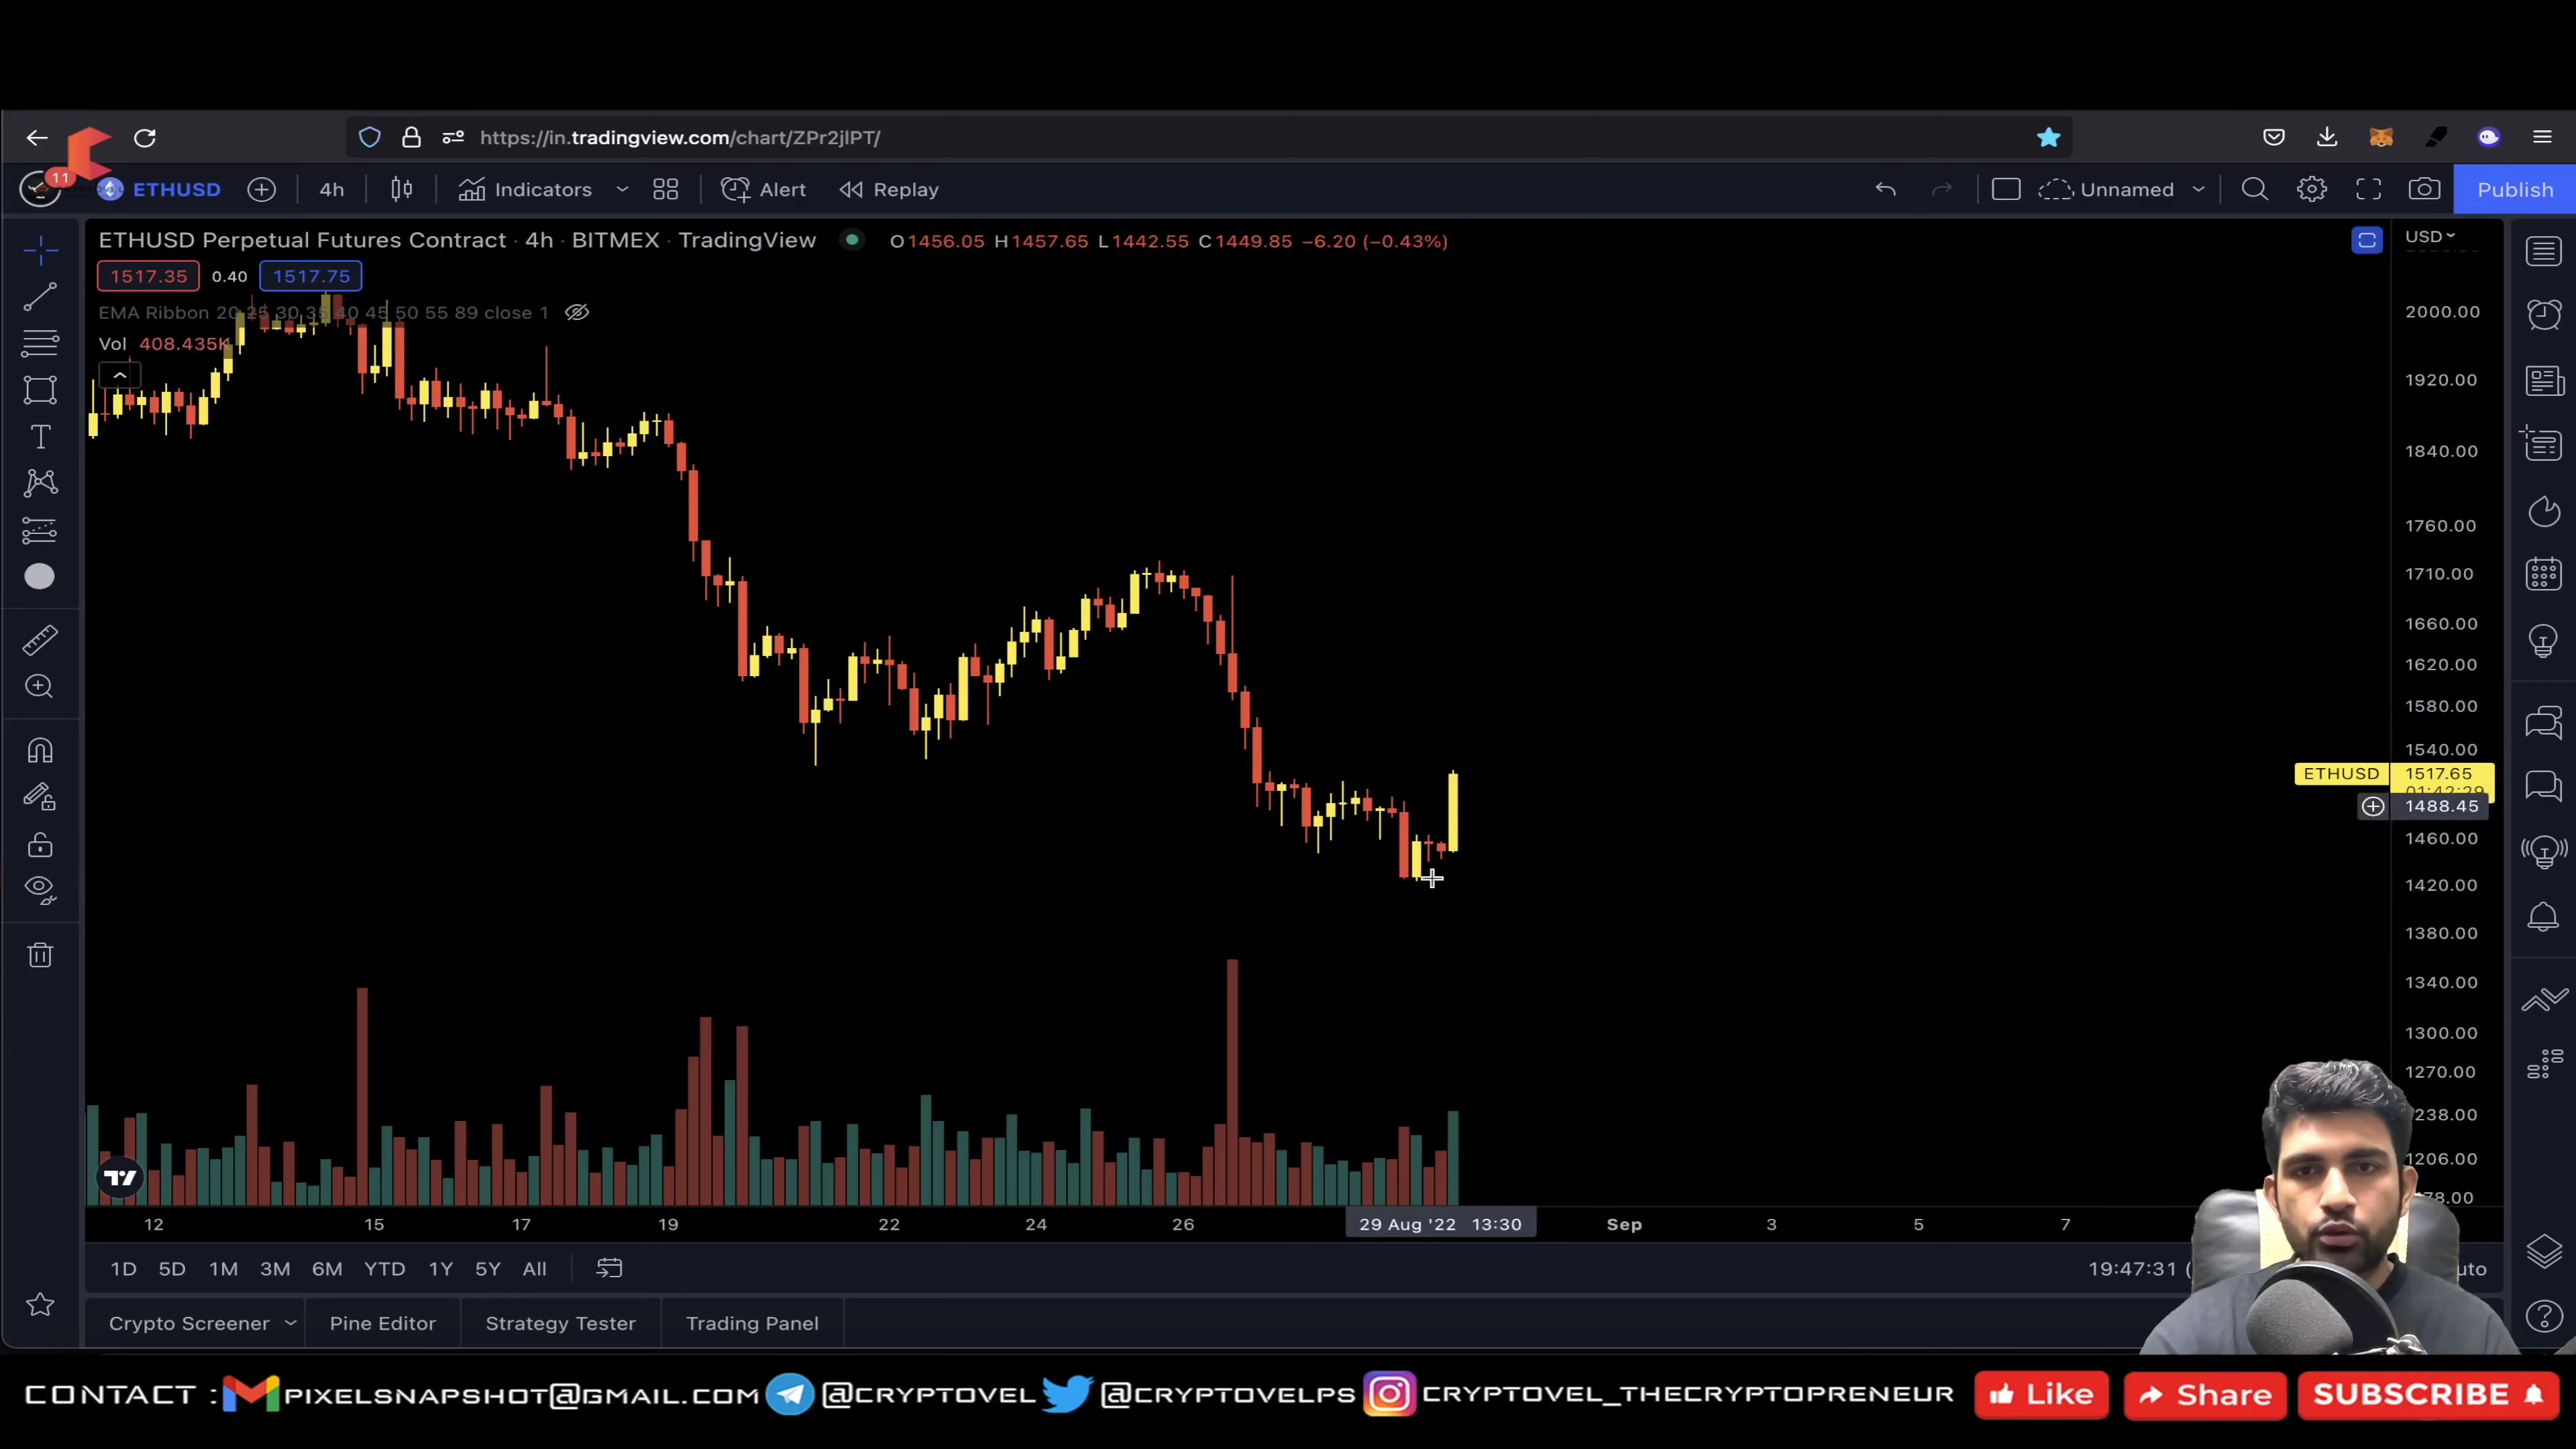 https://in.tradingview.com/chart/ZPr2jlPT/
11 ETHUSD 4h Indicators Alert Replay Unnamed Publish
ETHUSD Perpetual Futures Contract · 4h · BITMEX · TradingView O1456.05 H1457.65 L1442.55 C1449.85 −6.20 (−0.43%) USD
1517.35 0.40 1517.75
EMA Ribbon 20 25 30 35 40 45 50 55 89 close 1
Vol 408.435K
2000.00
1920.00
1840.00
1760.00
1710.00
1660.00
1620.00
1580.00
1540.00
ETHUSD 1517.65
01:42:29
1488.45
1460.00
1420.00
1380.00
1340.00
1300.00
1270.00
1238.00
1206.00
12 15 17 19 22 24 26 29 Aug '22 13:30 Sep 3 5 7
1D 5D 1M 3M 6M YTD 1Y 5Y All 19:47:31
Crypto Screener Pine Editor Strategy Tester Trading Panel
CONTACT : PIXELSNAPSHOT@GMAIL.COM @CRYPTOVEL @CRYPTOVELPS CRYPTOVEL_THECRYPTOPRENEUR Like Share SUBSCRIBE